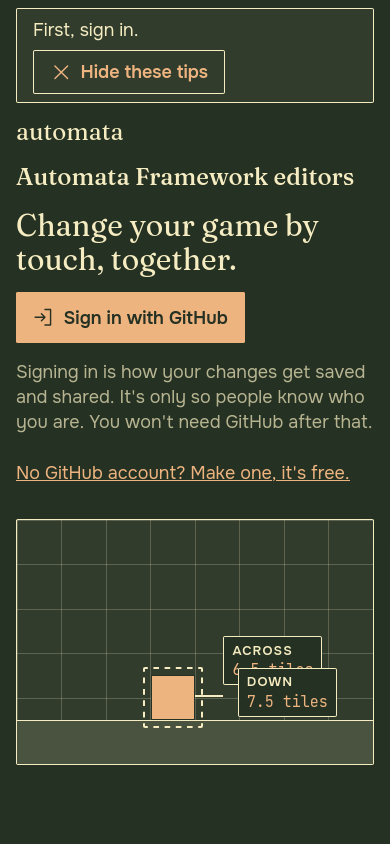 First, sign in.
Hide these tips
automata
Automata Framework editors
Change your game by
touch, together.
Sign in with GitHub
Signing in is how your changes get saved
and shared. It's only so people know who
you are. You won't need GitHub after that.
No GitHub account? Make one, it's free.
ACROSS
DOWN
7.5 tiles